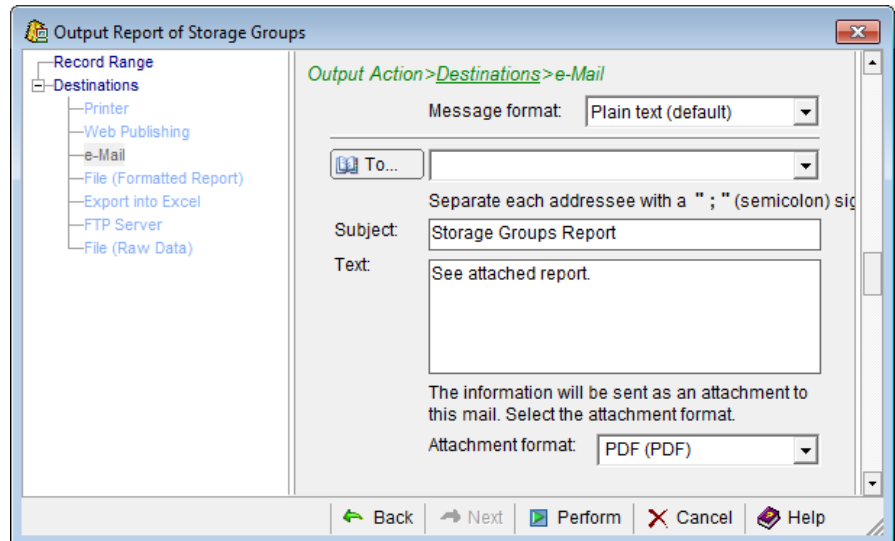 Output Report of Storage Groups
Record Range
Destinations
Printer
Web Publishing
e-Mail
File (Formatted Report)
Export into Excel
FTP Server
File (Raw Data)
Output Action>Destinations>e-Mail
Message format: Plain text (default)
To...
Separate each addressee with a " ; " (semicolon) sig
Subject: Storage Groups Report
Text: See attached report.
The information will be sent as an attachment to
this mail. Select the attachment format.
Attachment format: PDF (PDF)
Back Next Perform Cancel Help